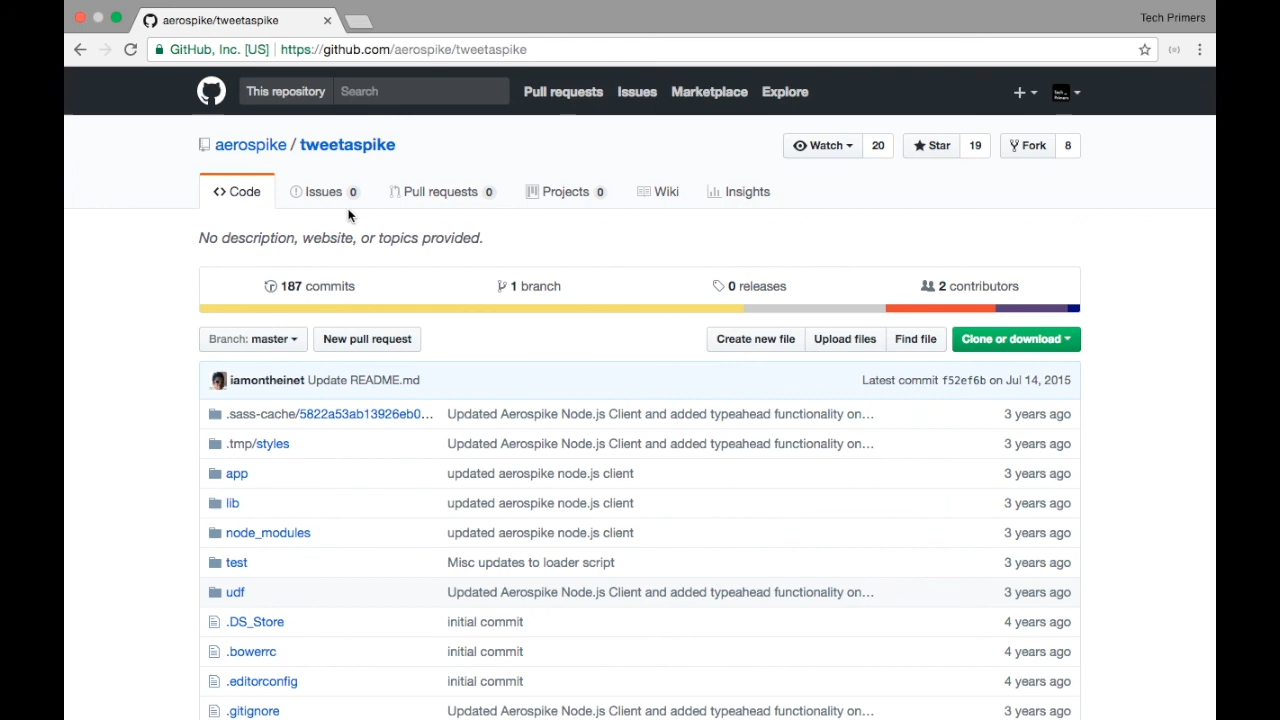 aerospike/tweetaspike
Tech Primers
GitHub, Inc. [US] https://github.com/aerospike/tweetaspike
This repository Search Pull requests Issues Marketplace Explore
aerospike / tweetaspike Watch 20 Star 19 Fork 8
Code Issues 0 Pull requests 0 Projects 0 Wiki Insights
No description, website, or topics provided.
187 commits 1 branch 0 releases 2 contributors
Branch: master New pull request Create new file Upload files Find file Clone or download
iamontheinet Update README.md Latest commit f52ef6b on Jul 14, 2015
.sass-cache/5822a53ab13926eb0... Updated Aerospike Node.js Client and added typeahead functionality on... 3 years ago
.tmp/styles Updated Aerospike Node.js Client and added typeahead functionality on... 3 years ago
app updated aerospike node.js client 3 years ago
lib updated aerospike node.js client 3 years ago
node_modules updated aerospike node.js client 3 years ago
test Misc updates to loader script 3 years ago
udf Updated Aerospike Node.js Client and added typeahead functionality on... 3 years ago
.DS_Store initial commit 4 years ago
.bowerrc initial commit 4 years ago
.editorconfig initial commit 4 years ago
.gitignore Updated Aerospike Node.js Client and added typeahead functionality on... 3 years ago